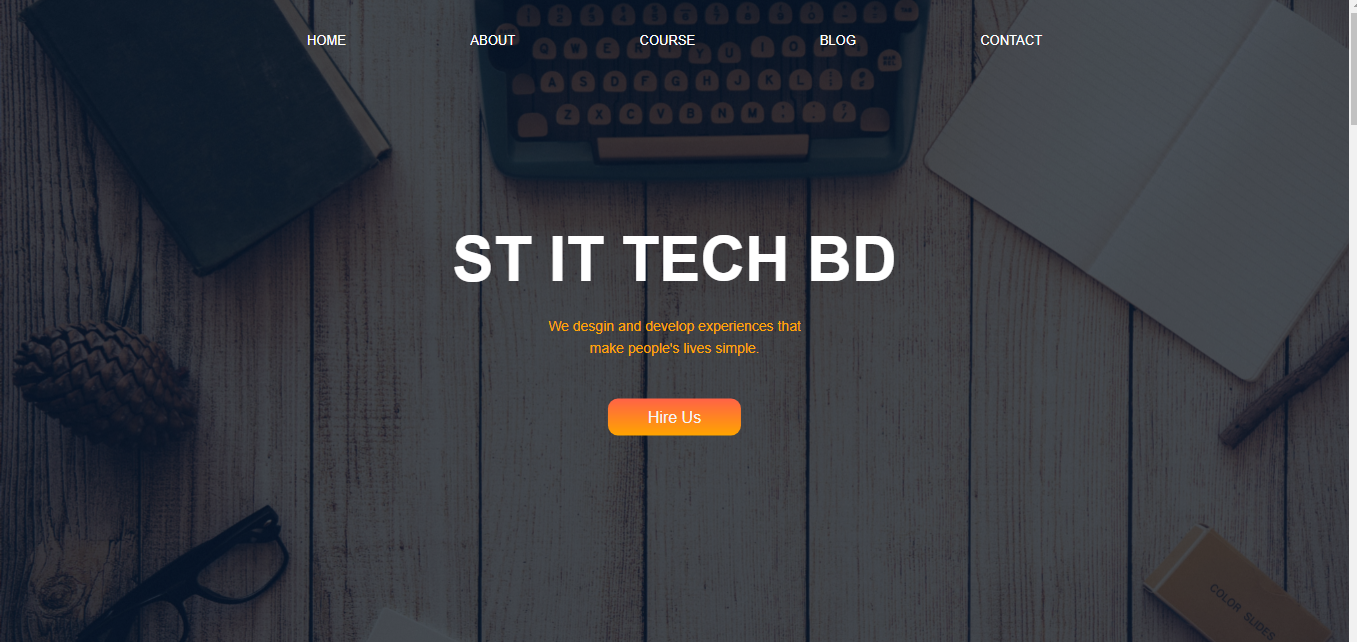 HOME ABOUT COURSE BLOG CONTACT
ST IT TECH BD
We desgin and develop experiences that
make people's lives simple.
Hire Us
Q W E Y U I O
A S D F G H J K L
Z X C V B N M
COLOR SLIDES